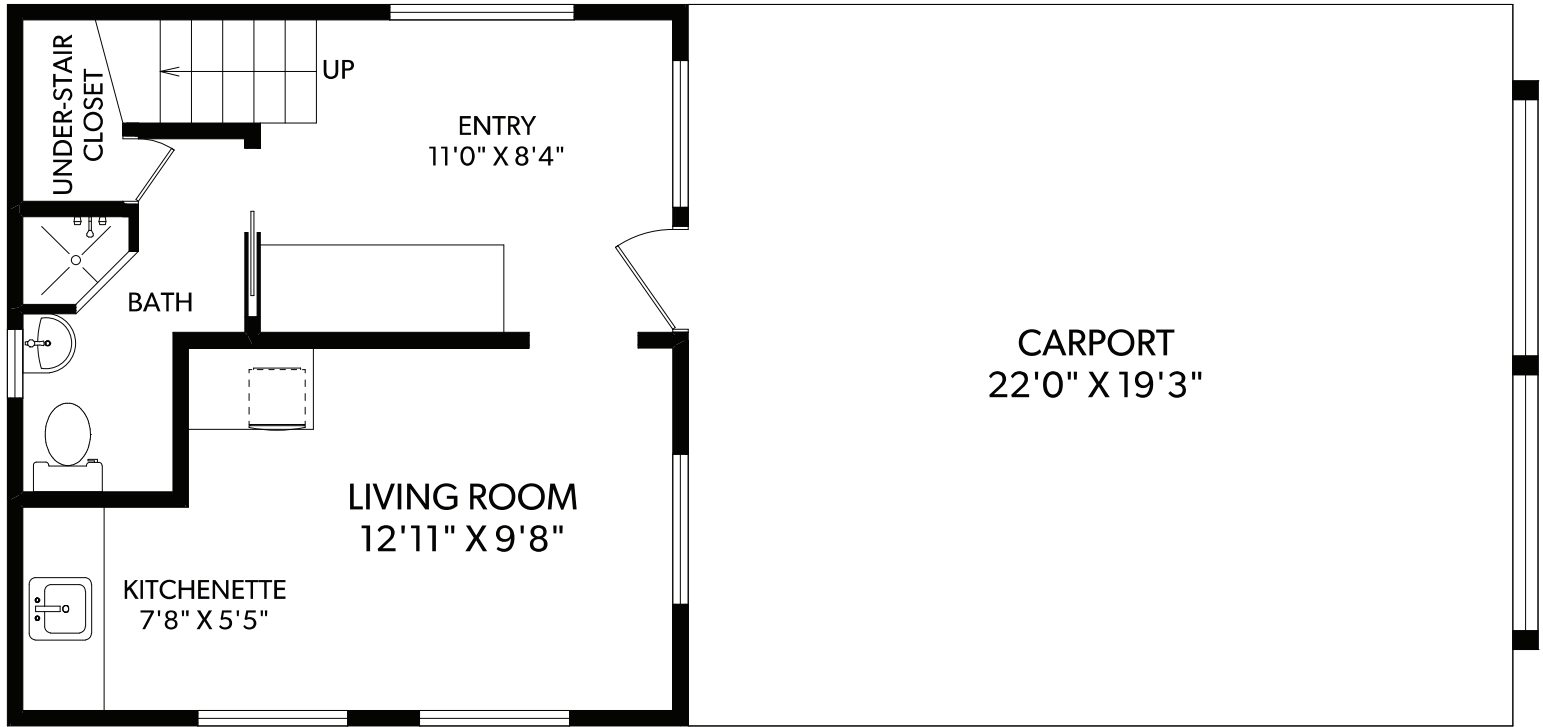 UNDER-STAIR
CLOSET
UP
ENTRY
11'0" X 8'4"
BATH
CARPORT
22'0" X 19'3"
LIVING ROOM
12'11" X 9'8"
KITCHENETTE
7'8" X 5'5"